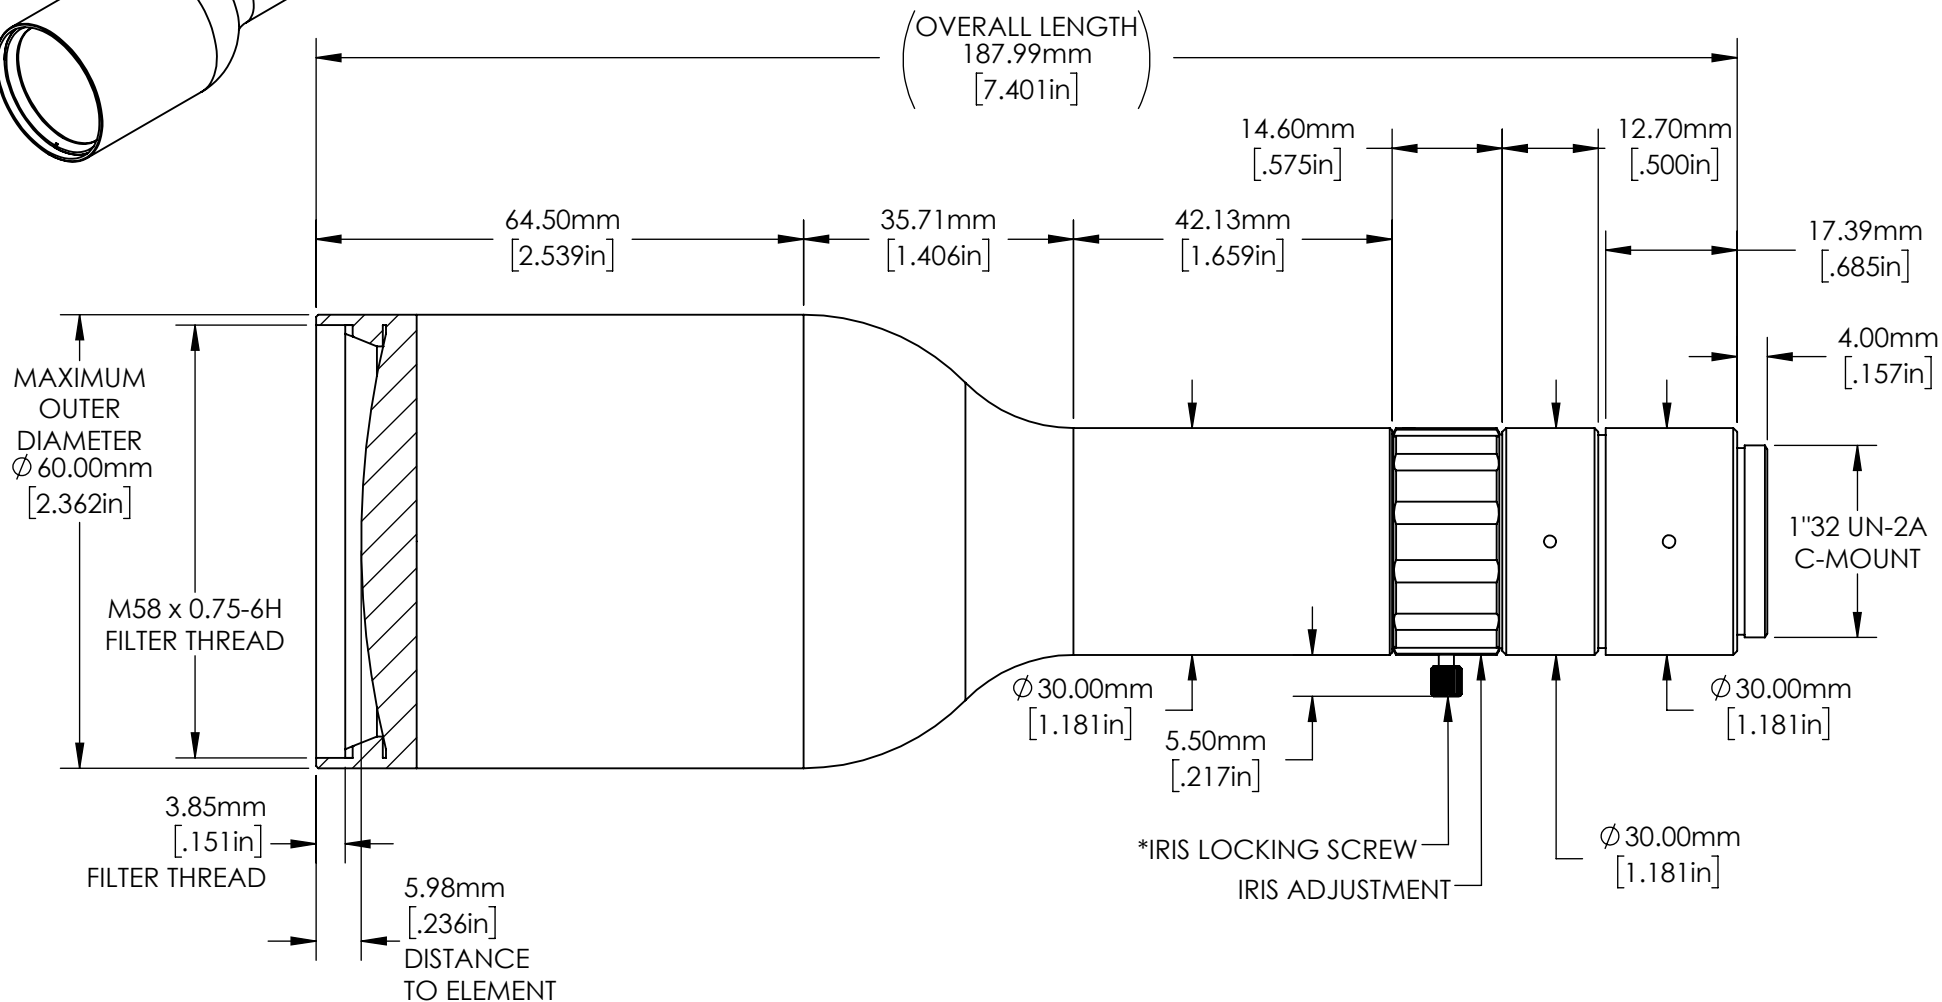 OVERALL LENGTH
187.99mm
[7.401in]
14.60mm
[.575in]
12.70mm
[.500in]
64.50mm
[2.539in]
35.71mm
[1.406in]
42.13mm
[1.659in]
17.39mm
[.685in]
4.00mm
[.157in]
MAXIMUM
OUTER
DIAMETER
∅60.00mm
[2.362in]
M58 x 0.75-6H
FILTER THREAD
1"32 UN-2A
C-MOUNT
∅30.00mm
[1.181in]
5.50mm
[.217in]
∅30.00mm
[1.181in]
3.85mm
[.151in]
FILTER THREAD
5.98mm
[.236in]
DISTANCE
TO ELEMENT
*IRIS LOCKING SCREW
IRIS ADJUSTMENT
∅30.00mm
[1.181in]